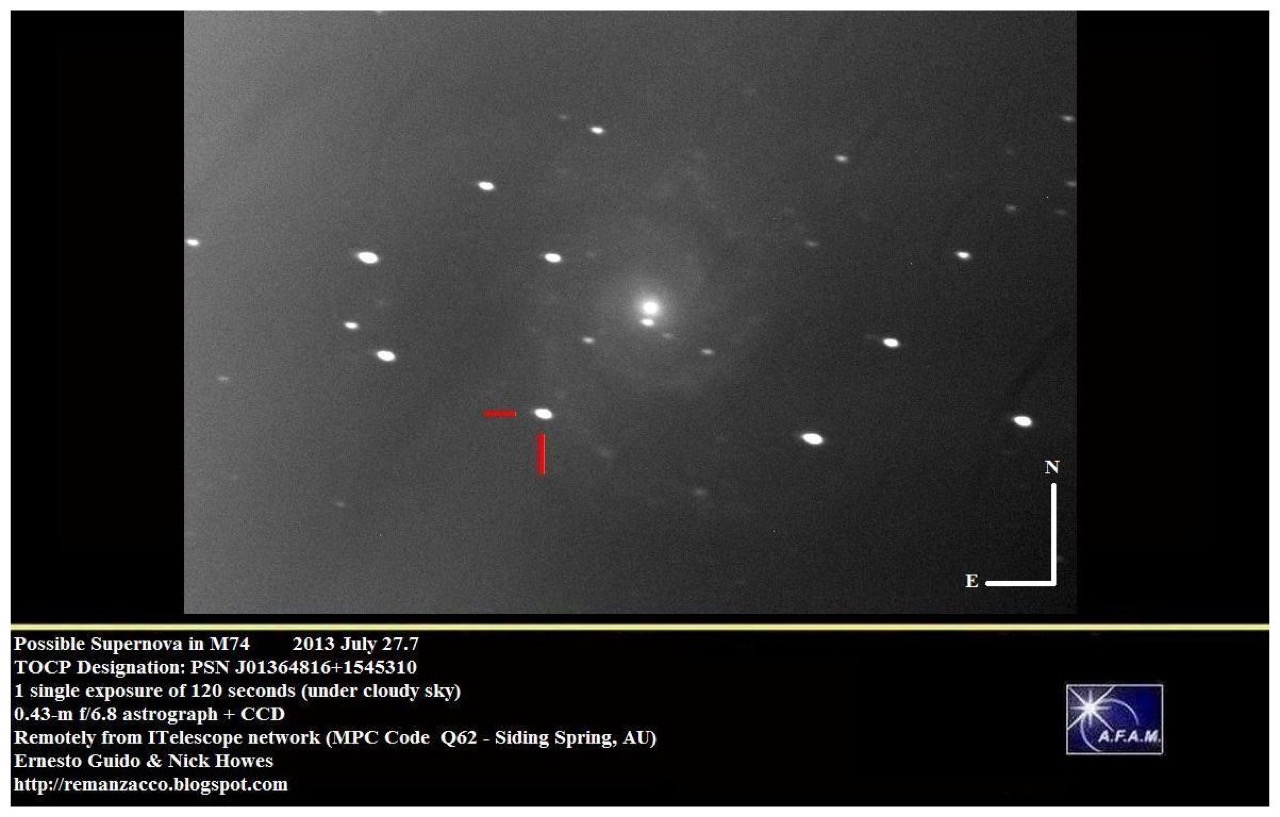 N
E
Possible Supernova in M74 2013 July 27.7
TOCP Designation: PSN J01364816+1545310
1 single exposure of 120 seconds (under cloudy sky)
0.43-m f/6.8 astrograph + CCD
Remotely from ITelescope network (MPC Code Q62 - Siding Spring, AU)
Ernesto Guido & Nick Howes
http://remanzacco.blogspot.com
A.F.A.M.